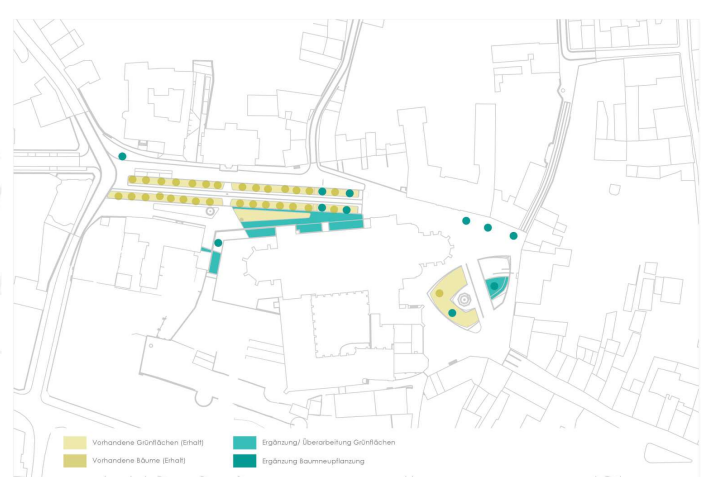 Vorhandene Grünflächen (Erhalt)
Ergänzung/ Überarbeitung Grünflächen
Vorhandene Bäume (Erhalt)
Ergänzung Baumneupflanzung